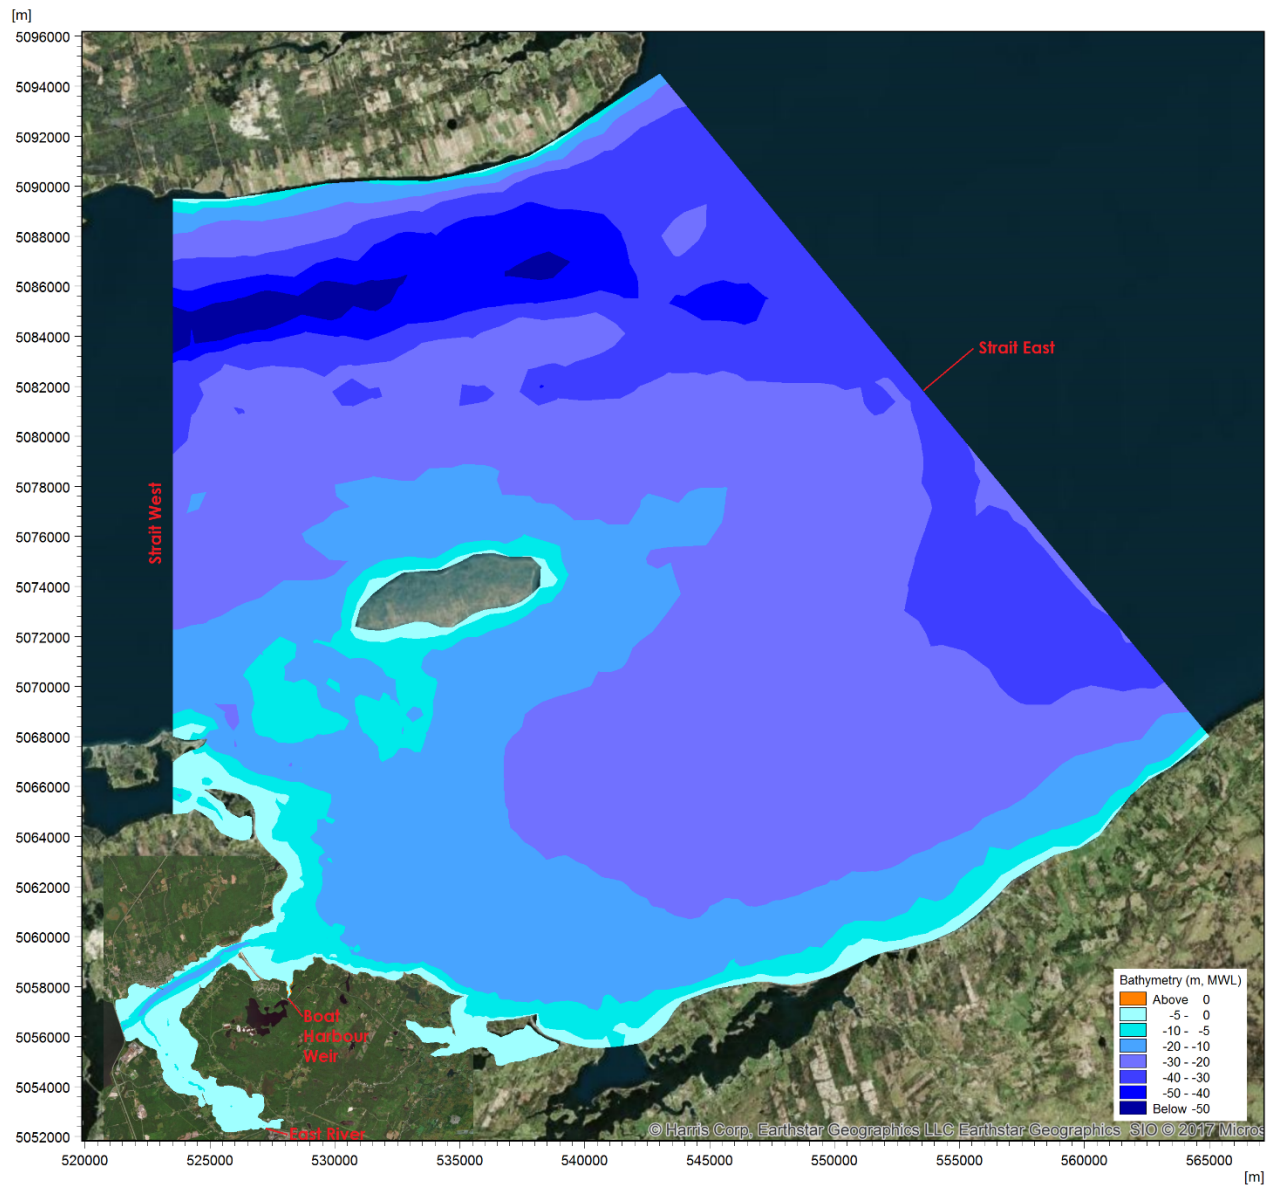 [m]
5096000
5094000
5092000
5090000
5088000
5086000
5084000
5082000
5080000
5078000
5076000
5074000
5072000
5070000
5068000
5066000
5064000
5062000
5060000
5058000
5056000
5054000
5052000
Strait East
Strait West
Boat
Harbour
Weir
East River
Bathymetry (m, MWL)
Above 0
-5 - 0
-10 - -5
-20 - -10
-30 - -20
-40 - -30
-50 - -40
Below -50
© Harris Corp, Earthstar Geographics LLC Earthstar Geographics SIO © 2017 Micros
520000 525000 530000 535000 540000 545000 550000 555000 560000 565000
[m]